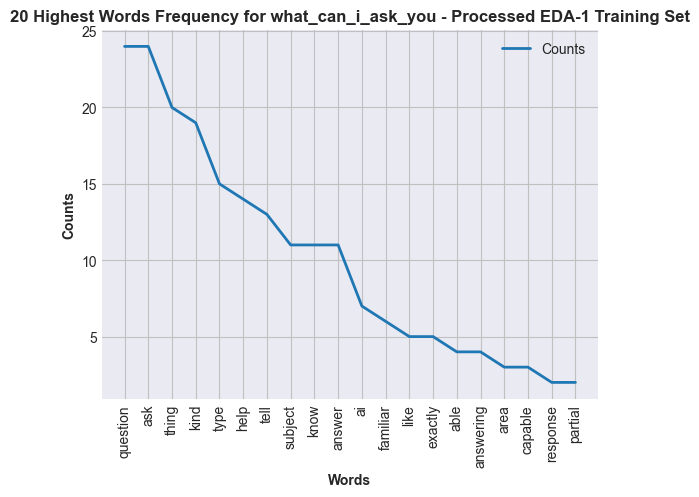 20 Highest Words Frequency for what_can_i_ask_you - Processed EDA-1 Training Set
Counts
25
20
15
10
5
Counts
question
ask
thing
kind
type
help
tell
subject
know
answer
ai
familiar
like
exactly
able
answering
area
capable
response
partial
Words